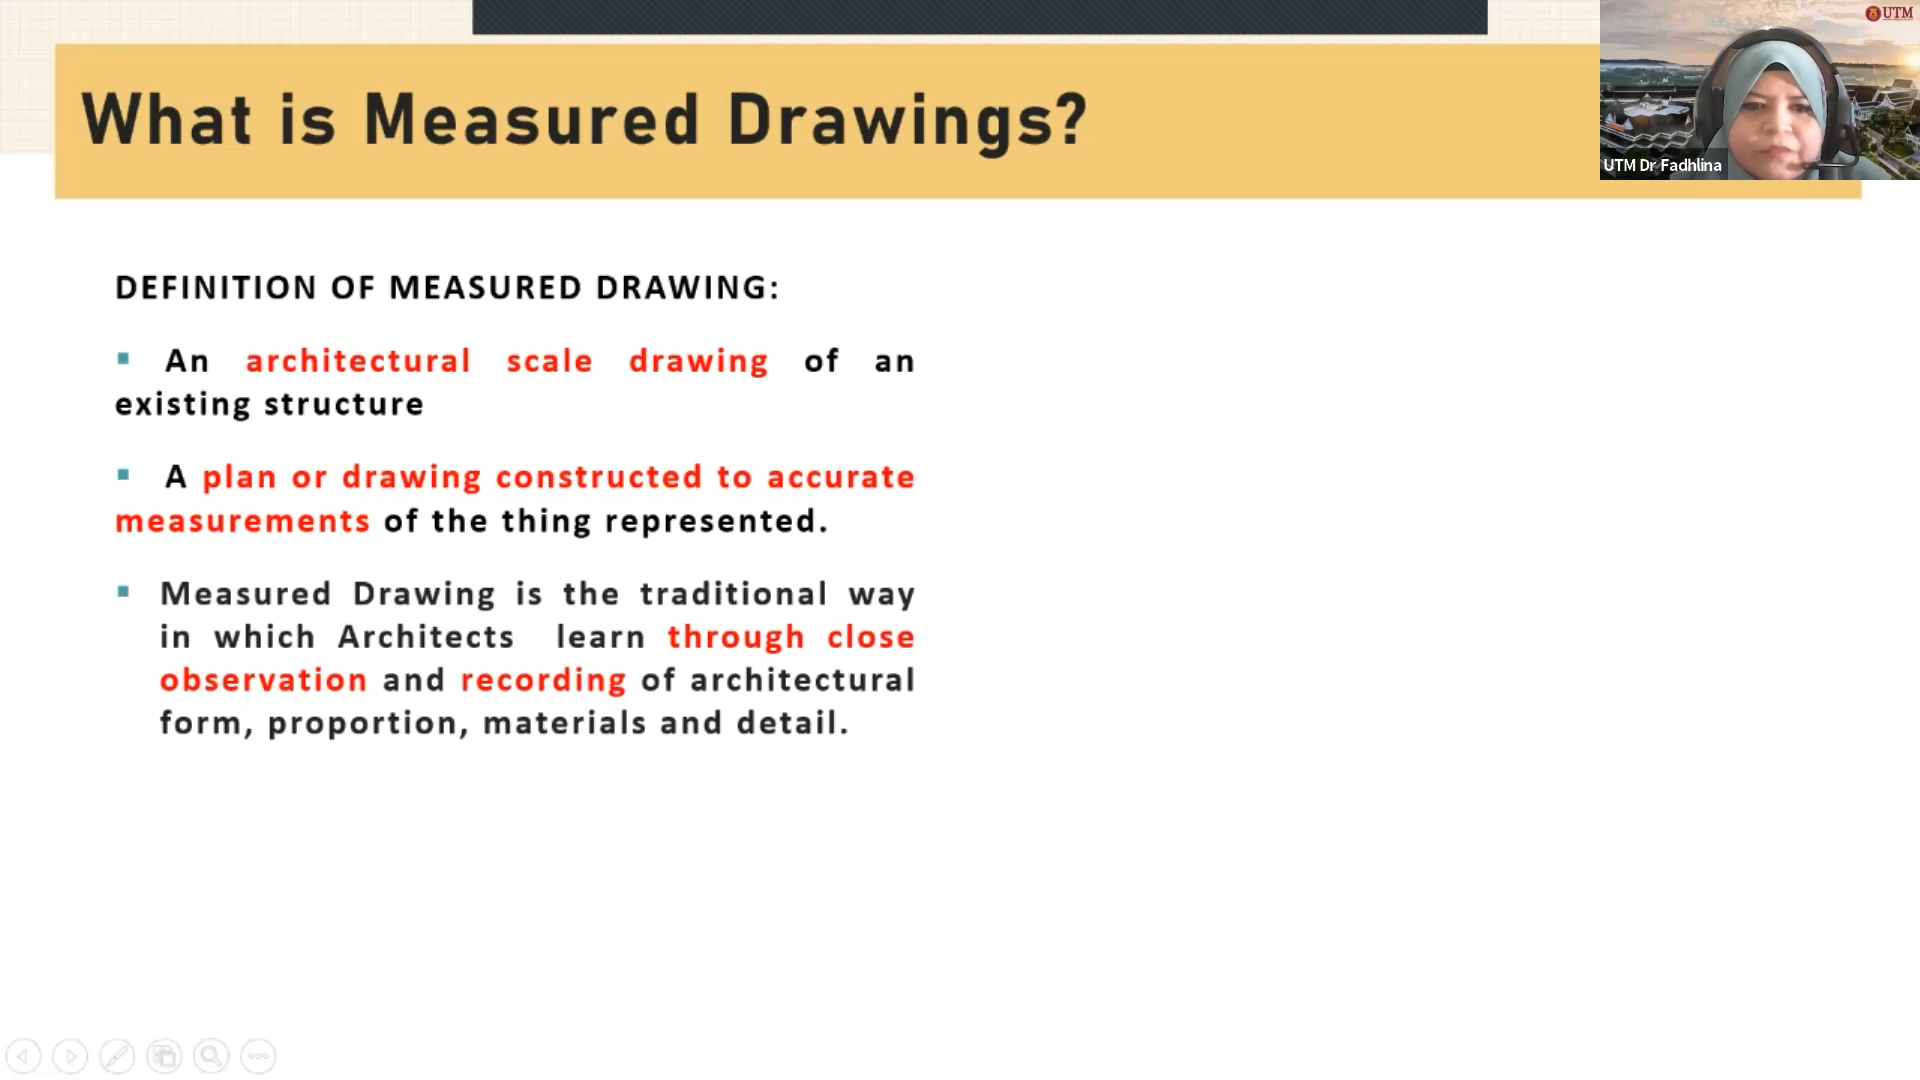 What is Measured Drawings?
UTM
UTM Dr Fadhlina
DEFINITION OF MEASURED DRAWING:
▪ An architectural scale drawing of an
existing structure
▪ A plan or drawing constructed to accurate
measurements of the thing represented.
▪ Measured Drawing is the traditional way
in which Architects learn through close
observation and recording of architectural
form, proportion, materials and detail.